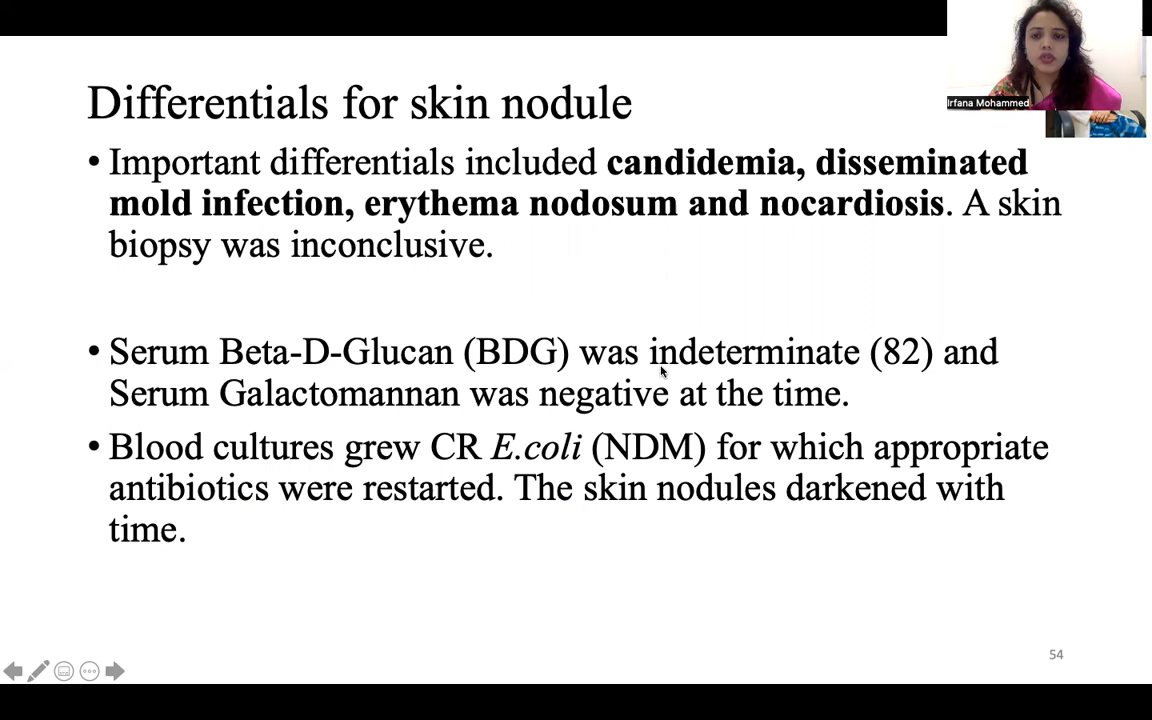 Irfana Mohammed
Differentials for skin nodule
• Important differentials included candidemia, disseminated
mold infection, erythema nodosum and nocardiosis. A skin
biopsy was inconclusive.
• Serum Beta-D-Glucan (BDG) was indeterminate (82) and
Serum Galactomannan was negative at the time.
• Blood cultures grew CR E.coli (NDM) for which appropriate
antibiotics were restarted. The skin nodules darkened with
time.
54